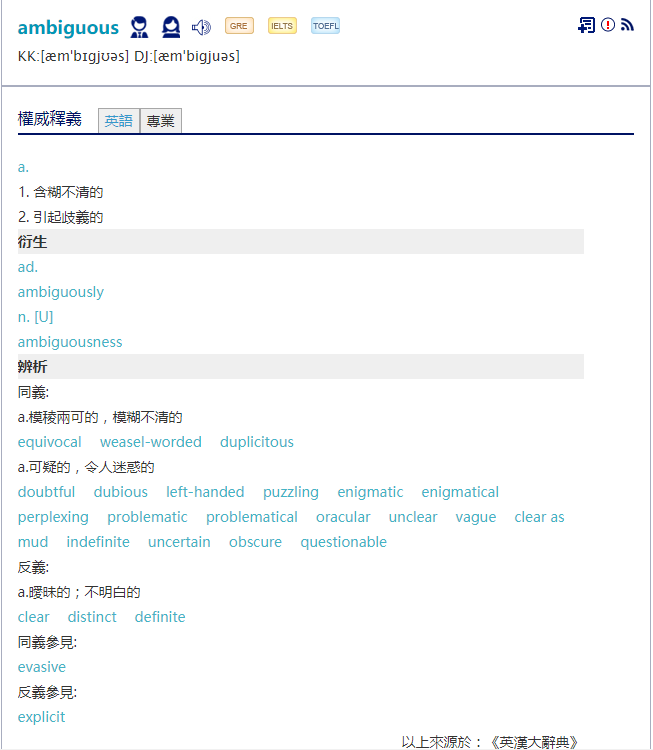 ambiguous GRE IELTS TOEFL
KK:[æmˈbɪgjʊəs] DJ:[æmˈbigjuəs]
權威釋義 英語 專業
a.
1. 含糊不清的
2. 引起歧義的
衍生
ad.
ambiguously
n. [U]
ambiguousness
辨析
同義:
a.模稜兩可的，模糊不清的
equivocal weasel-worded duplicitous
a.可疑的，令人迷惑的
doubtful dubious left-handed puzzling enigmatic enigmatical
perplexing problematic problematical oracular unclear vague clear as
mud indefinite uncertain obscure questionable
反義:
a.曖昧的；不明白的
clear distinct definite
同義參見:
evasive
反義參見:
explicit
以上來源於：《英漢大辭典》